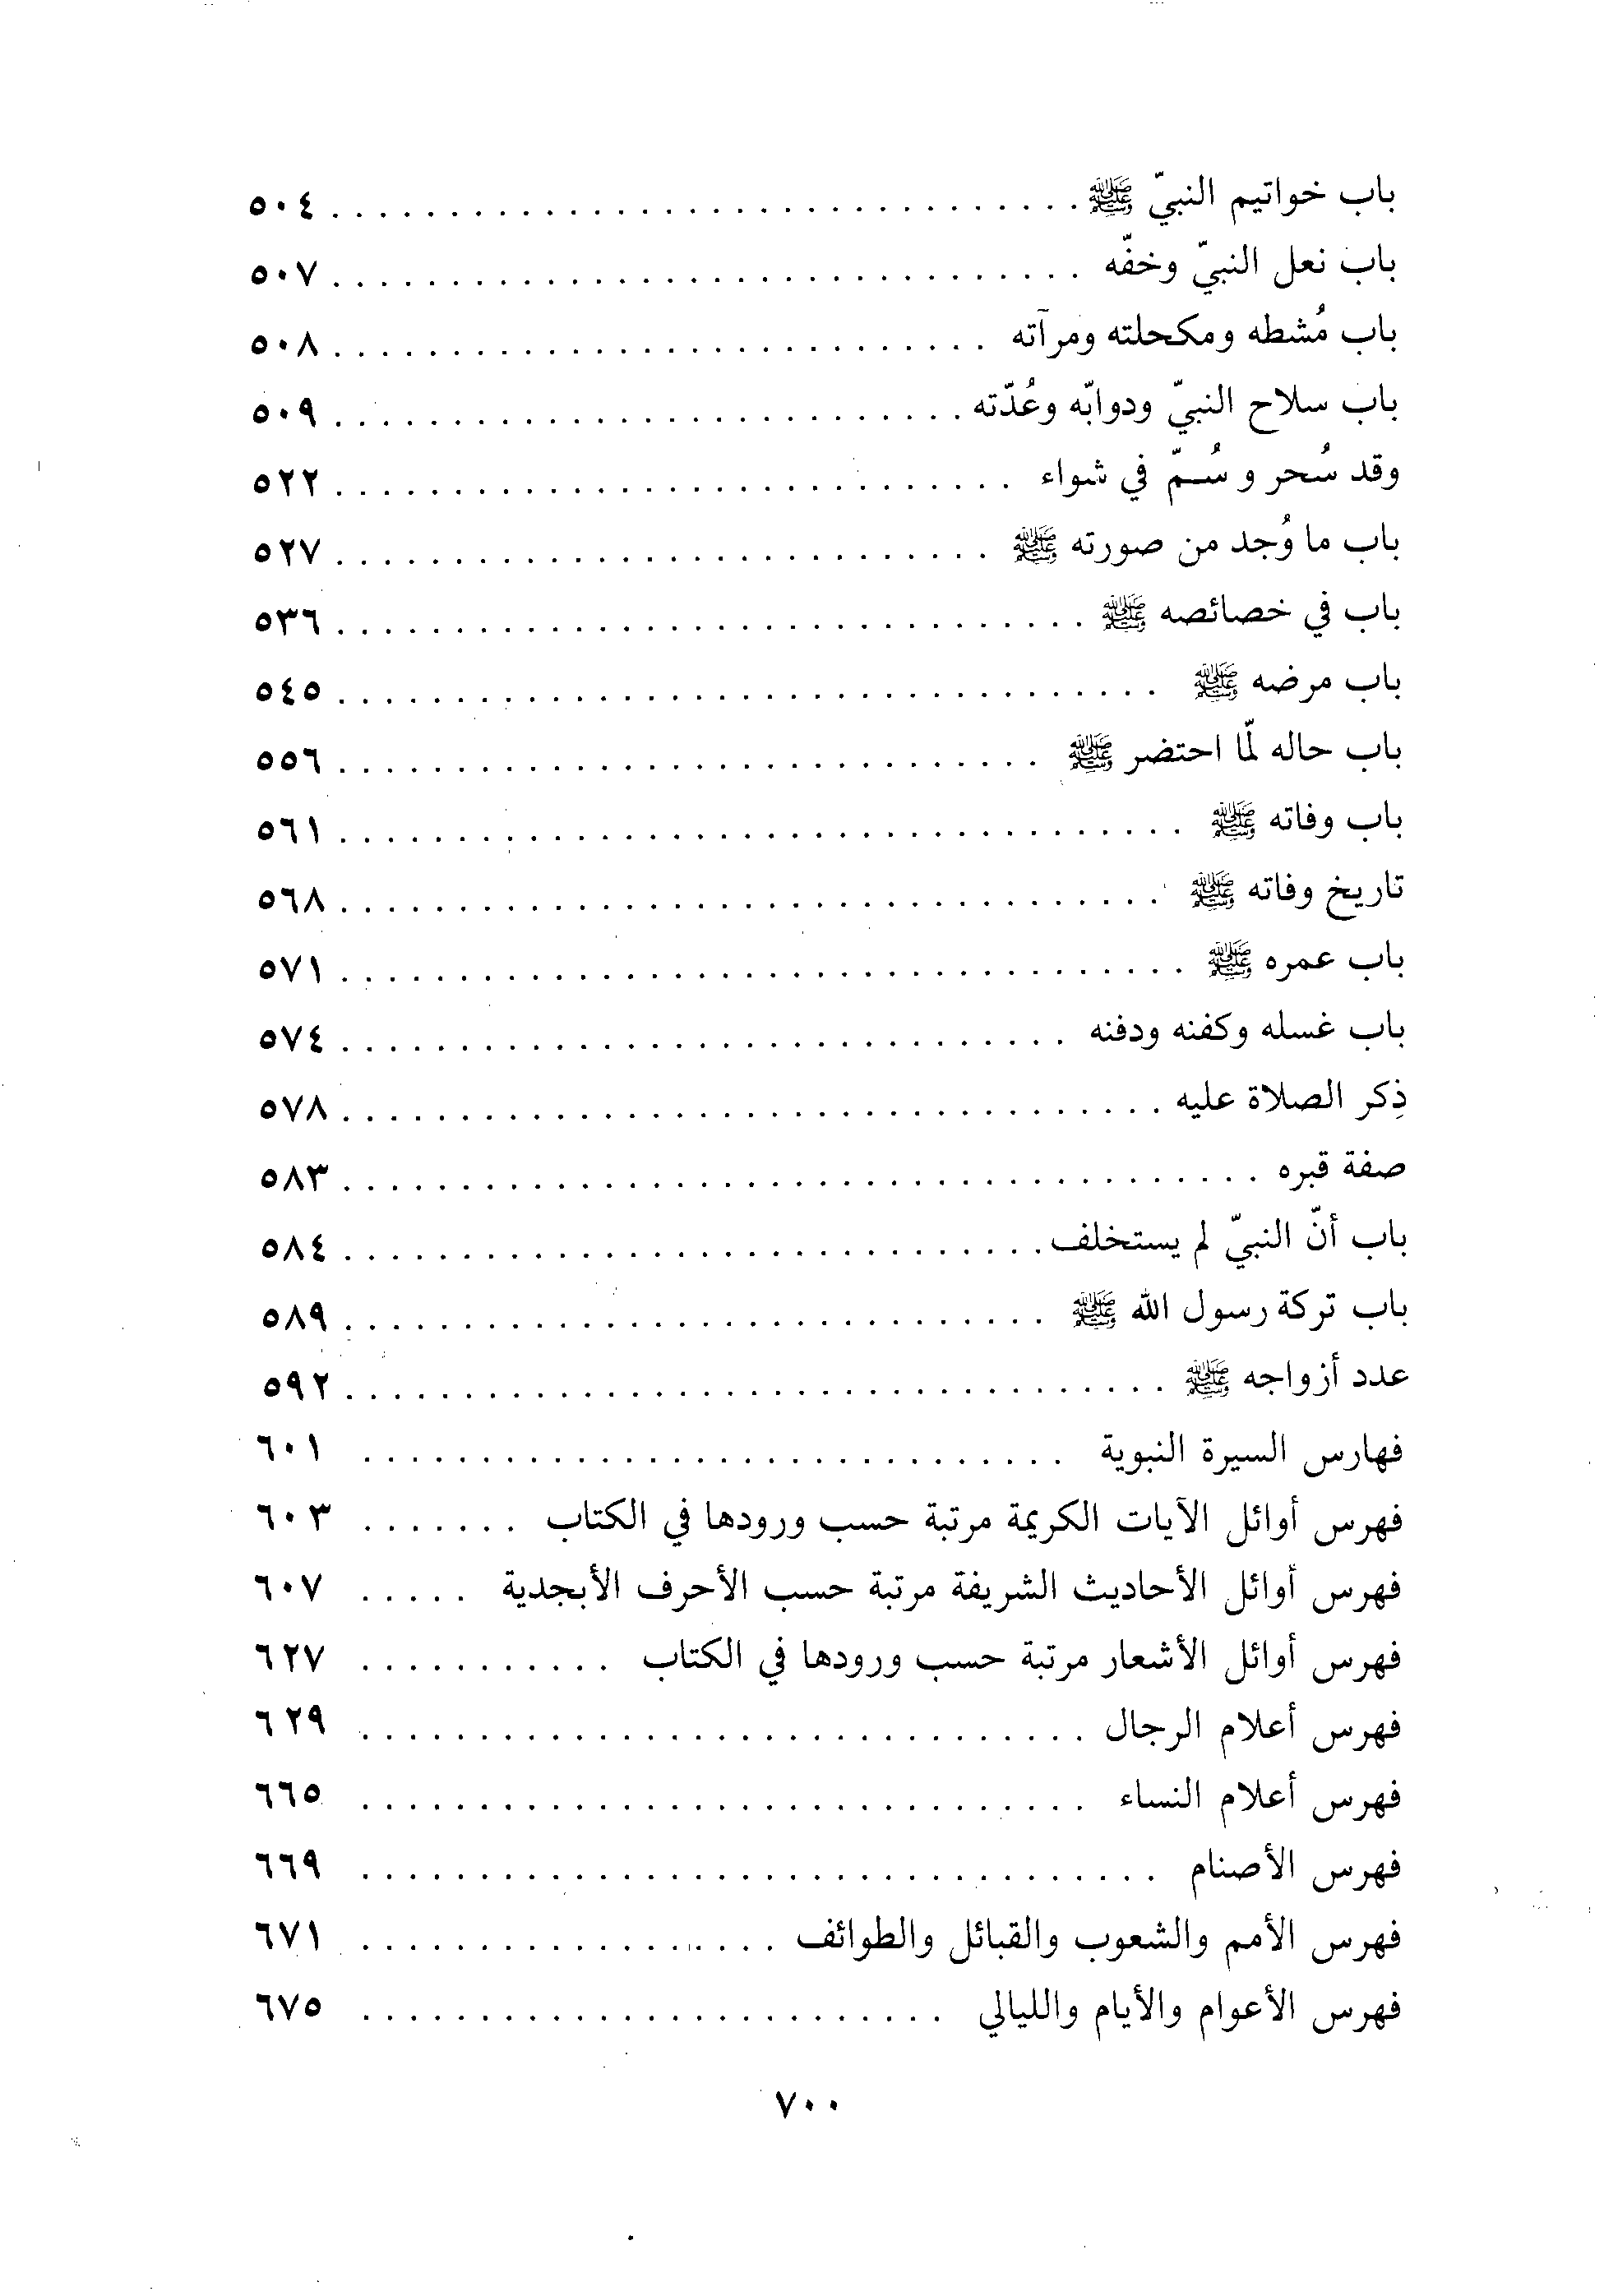 باب خواتيم النبيّ ﷺ . . . . . . . . . . . . . . . . . . . . . . . . . . . . . . . . ٥٠٤
باب نعل النبيّ وخفّه . . . . . . . . . . . . . . . . . . . . . . . . . . . . . . . . ٥٠٧
باب مُشطه ومكحلته ومرآته . . . . . . . . . . . . . . . . . . . . . . . . . . . . ٥٠٨
باب سلاح النبيّ ودوابّه وعُدّته . . . . . . . . . . . . . . . . . . . . . . . . . . . ٥٠٩
وقد سُحر و سُمّ في شواء . . . . . . . . . . . . . . . . . . . . . . . . . . . . . ٥٢٢
باب ما وُجد من صورته ﷺ . . . . . . . . . . . . . . . . . . . . . . . . . . . . ٥٢٧
باب في خصائصه ﷺ . . . . . . . . . . . . . . . . . . . . . . . . . . . . . . . . ٥٣٦
باب مرضه ﷺ . . . . . . . . . . . . . . . . . . . . . . . . . . . . . . . . . . . ٥٤٥
باب حاله لمّا احتضر ﷺ . . . . . . . . . . . . . . . . . . . . . . . . . . . . . . ٥٥٦
باب وفاته ﷺ . . . . . . . . . . . . . . . . . . . . . . . . . . . . . . . . . . . . ٥٦١
تاريخ وفاته ﷺ . . . . . . . . . . . . . . . . . . . . . . . . . . . . . . . . . . . ٥٦٨
باب عمره ﷺ . . . . . . . . . . . . . . . . . . . . . . . . . . . . . . . . . . . . ٥٧١
باب غسله وكفنه ودفنه . . . . . . . . . . . . . . . . . . . . . . . . . . . . . . . ٥٧٤
ذِكر الصلاة عليه . . . . . . . . . . . . . . . . . . . . . . . . . . . . . . . . . . . ٥٧٨
صفة قبره . . . . . . . . . . . . . . . . . . . . . . . . . . . . . . . . . . . . . . . ٥٨٣
باب أنّ النبيّ لم يستخلف . . . . . . . . . . . . . . . . . . . . . . . . . . . . . . ٥٨٤
باب تركة رسول الله ﷺ . . . . . . . . . . . . . . . . . . . . . . . . . . . . . . ٥٨٩
عدد أزواجه ﷺ . . . . . . . . . . . . . . . . . . . . . . . . . . . . . . . . . . . ٥٩٢
فهارس السيرة النبوية . . . . . . . . . . . . . . . . . . . . . . . . . . . . . . ٦٠١
فهرس أوائل الآيات الكريمة مرتبة حسب ورودها في الكتاب . . . . . . . ٦٠٣
فهرس أوائل الأحاديث الشريفة مرتبة حسب الأحرف الأبجدية . . . . . ٦٠٧
فهرس أوائل الأشعار مرتبة حسب ورودها في الكتاب . . . . . . . . . . . ٦٢٧
فهرس أعلام الرجال . . . . . . . . . . . . . . . . . . . . . . . . . . . . . . . ٦٢٩
فهرس أعلام النساء . . . . . . . . . . . . . . . . . . . . . . . . . . . . . . . ٦٦٥
فهرس الأصنام . . . . . . . . . . . . . . . . . . . . . . . . . . . . . . . . . . ٦٦٩
فهرس الأمم والشعوب والقبائل والطوائف . . . . . . . . . . . . . . . . . . ٦٧١
فهرس الأعوام والأيام والليالي . . . . . . . . . . . . . . . . . . . . . . . . . ٦٧٥
٧٠٠